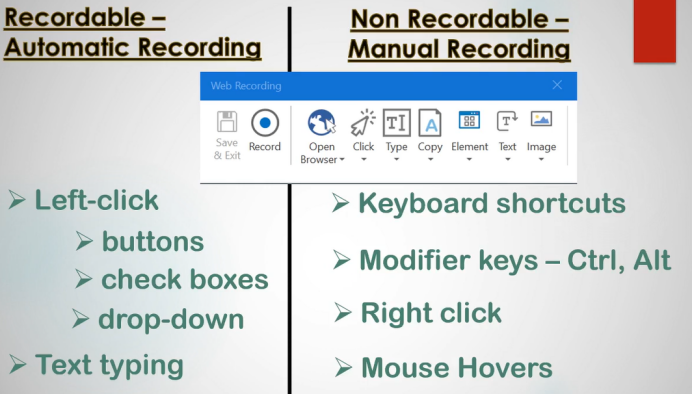 Recordable –
Automatic Recording
Non Recordable –
Manual Recording
Web Recording
Save
& Exit
Record
Open
Browser
Click
Type
Copy
Element
Text
Image
Left-click
buttons
check boxes
drop-down
Text typing
Keyboard shortcuts
Modifier keys – Ctrl, Alt
Right click
Mouse Hovers